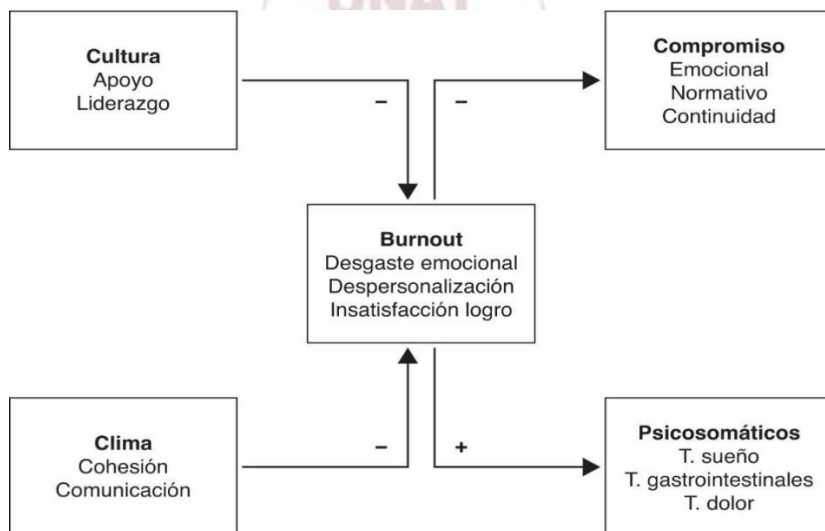 Cultura
Apoyo
Liderazgo
–
–
Compromiso
Emocional
Normativo
Continuidad
Burnout
Desgaste emocional
Despersonalización
Insatisfacción logro
Clima
Cohesión
Comunicación
–
+
Psicosomáticos
T. sueño
T. gastrointestinales
T. dolor